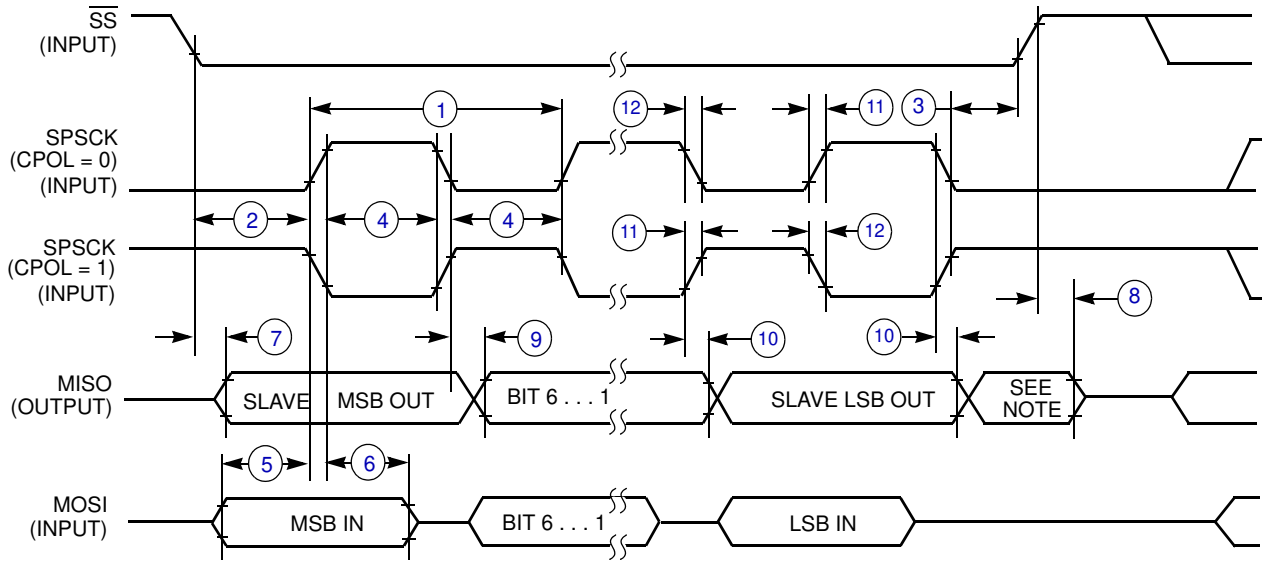 SS
(INPUT)
1
12
11
3
SPSCK
(CPOL = 0)
(INPUT)
2
4
4
SPSCK
(CPOL = 1)
(INPUT)
11
12
8
7
9
10
10
MISO
(OUTPUT)
SLAVE MSB OUT
BIT 6 . . . 1
SLAVE LSB OUT
SEE
NOTE
5
6
MOSI
(INPUT)
MSB IN
BIT 6 . . . 1
LSB IN